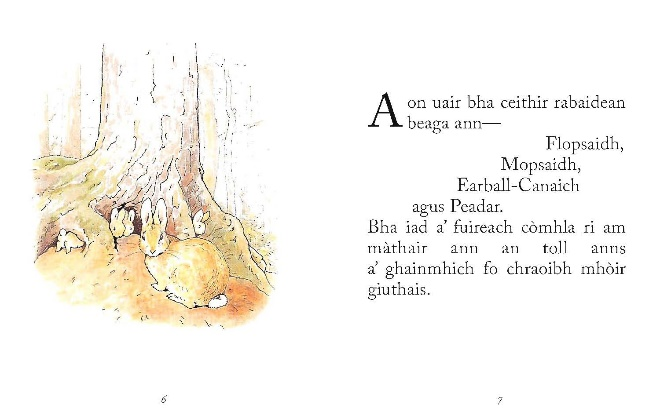 Aon uair bha ceithir rabaidean
beaga ann—
Flopsaidh,
Mopsaidh,
Earball-Canaich
agus Peadar.
Bha iad a' fuireach còmhla ri am
màthair ann an toll anns
a' ghainmhich fo chraoibh mhòir
giuthais.
6
7